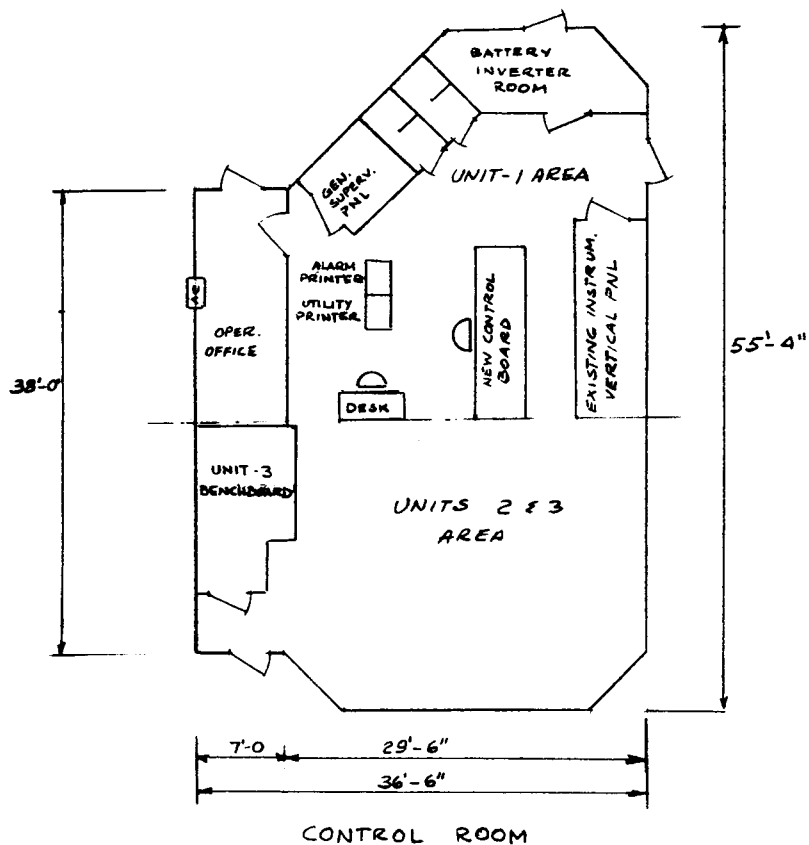 BATTERY
INVERTER
ROOM
GEN.
SUPERV.
PNL
UNIT-1 AREA
ALARM
PRINTER
UTILITY
PRINTER
OPER.
OFFICE
NEW CONTROL
BOARD
EXISTING INSTRUM.
VERTICAL PNL
DESK
38'-0"
55'-4"
UNIT-3
BENCHBOARD
UNITS 2 & 3
AREA
7'-0
29'-6"
36'-6"
CONTROL ROOM